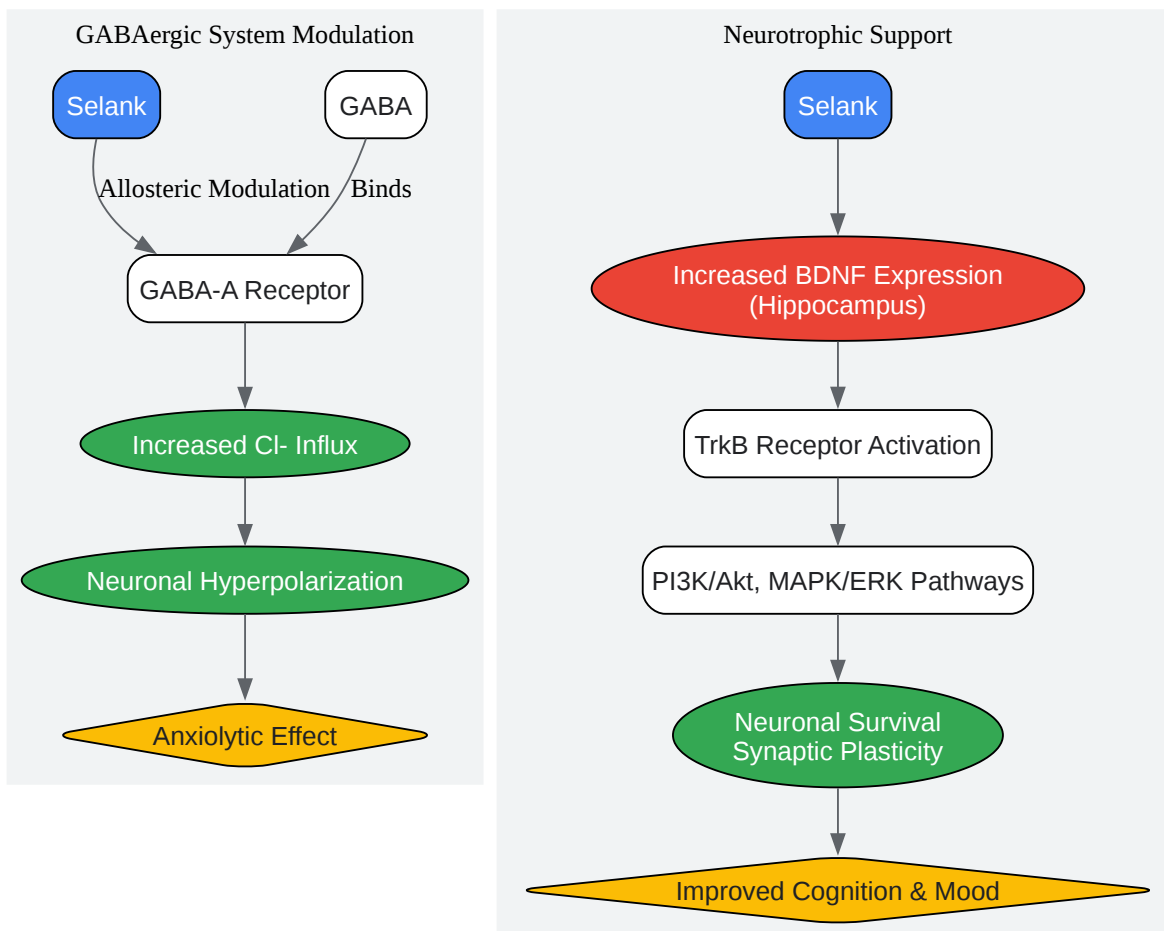 GABAergic System Modulation
Selank
GABA
Allosteric Modulation
Binds
GABA-A Receptor
Increased Cl- Influx
Neuronal Hyperpolarization
Anxiolytic Effect
Neurotrophic Support
Selank
Increased BDNF Expression
(Hippocampus)
TrkB Receptor Activation
PI3K/Akt, MAPK/ERK Pathways
Neuronal Survival
Synaptic Plasticity
Improved Cognition & Mood